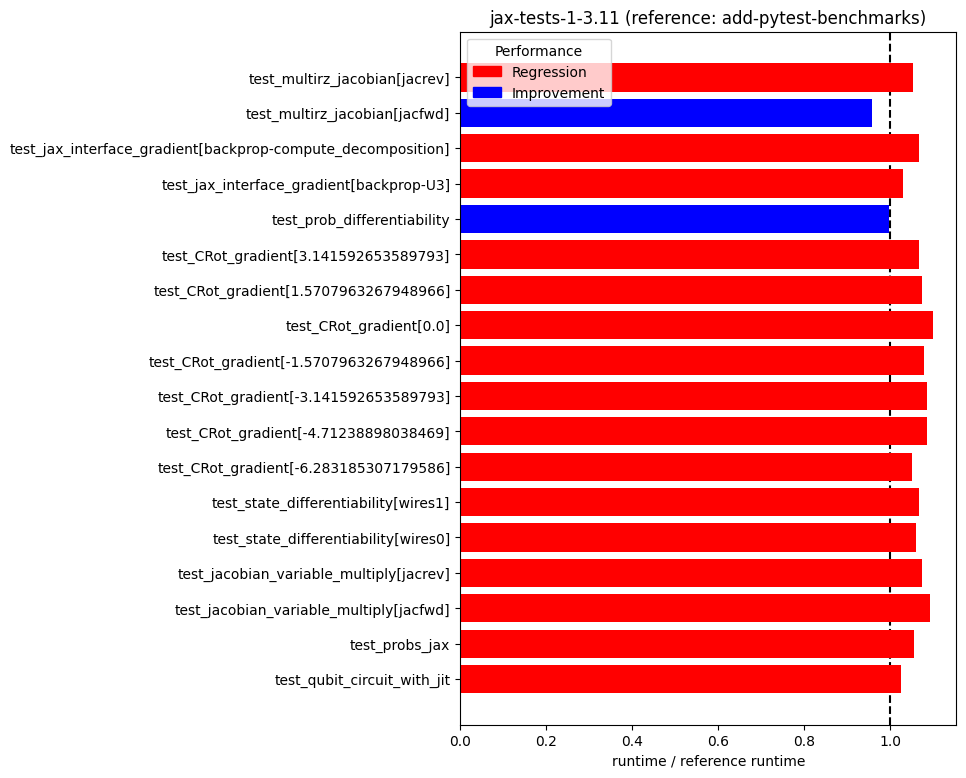 jax-tests-1-3.11 (reference: add-pytest-benchmarks)
Performance
Regression
Improvement
test_multirz_jacobian[jacrev]
test_multirz_jacobian[jacfwd]
test_jax_interface_gradient[backprop-compute_decomposition]
test_jax_interface_gradient[backprop-U3]
test_prob_differentiability
test_CRot_gradient[3.141592653589793]
test_CRot_gradient[1.5707963267948966]
test_CRot_gradient[0.0]
test_CRot_gradient[-1.5707963267948966]
test_CRot_gradient[-3.141592653589793]
test_CRot_gradient[-4.71238898038469]
test_CRot_gradient[-6.283185307179586]
test_state_differentiability[wires1]
test_state_differentiability[wires0]
test_jacobian_variable_multiply[jacrev]
test_jacobian_variable_multiply[jacfwd]
test_probs_jax
test_qubit_circuit_with_jit
0.0 0.2 0.4 0.6 0.8 1.0
runtime / reference runtime